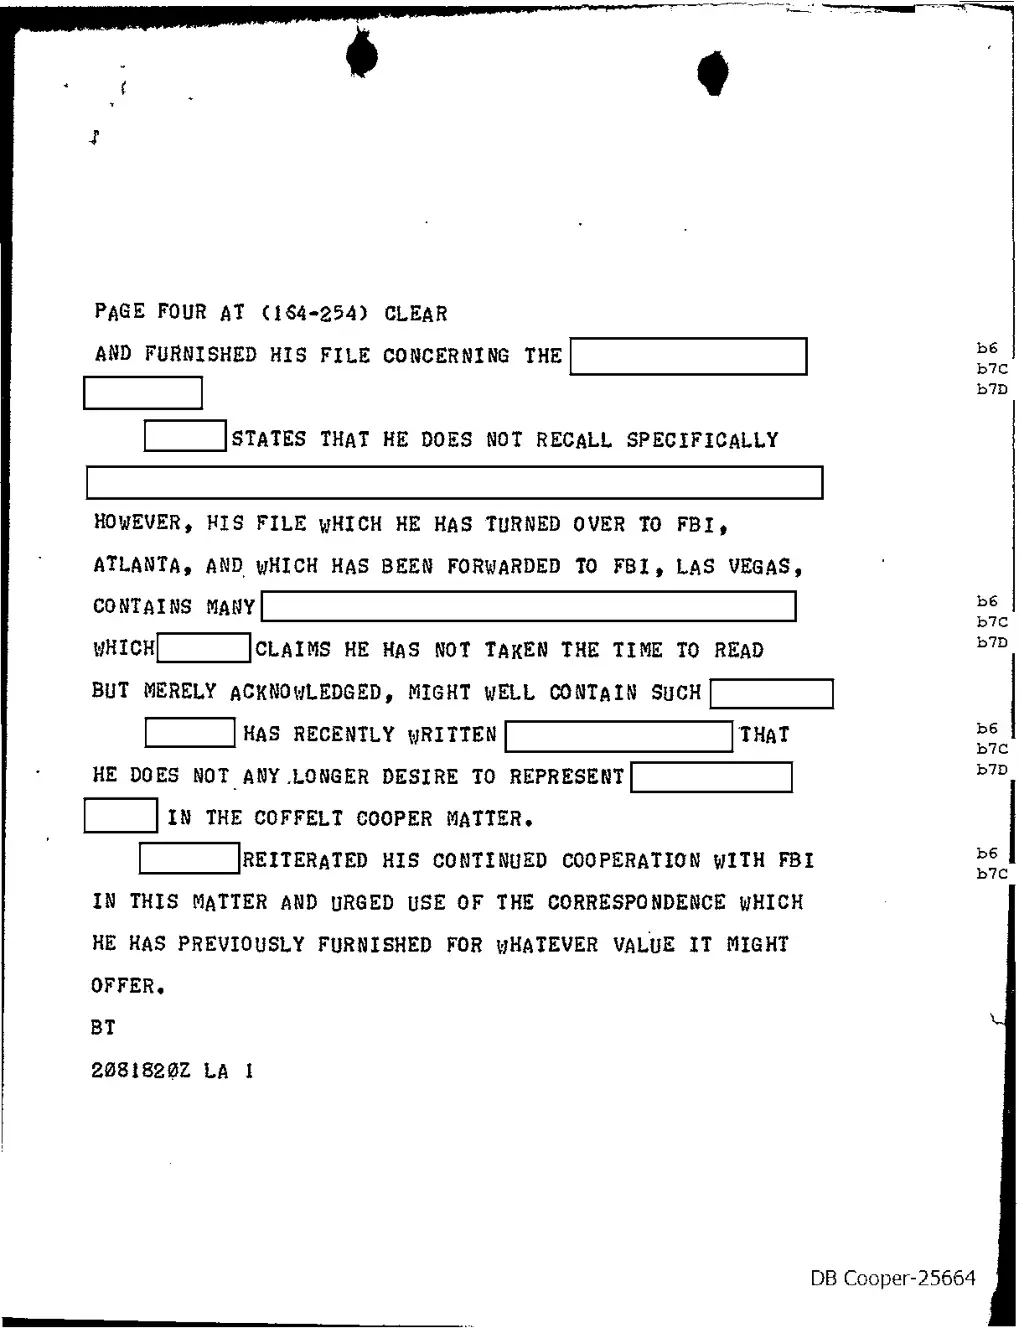 PAGE FOUR AT (164-254) CLEAR
AND FURNISHED HIS FILE CONCERNING THE
b6
b7C
b7D
STATES THAT HE DOES NOT RECALL SPECIFICALLY
HOWEVER, HIS FILE WHICH HE HAS TURNED OVER TO FBI,
ATLANTA, AND WHICH HAS BEEN FORWARDED TO FBI, LAS VEGAS,
CONTAINS MANY
b6
b7C
WHICH CLAIMS HE HAS NOT TAKEN THE TIME TO READ
b7D
BUT MERELY ACKNOWLEDGED, MIGHT WELL CONTAIN SUCH
HAS RECENTLY WRITTEN THAT
b6
b7C
HE DOES NOT ANY LONGER DESIRE TO REPRESENT
b7D
IN THE COFFELT COOPER MATTER.
REITERATED HIS CONTINUED COOPERATION WITH FBI
b6
b7C
IN THIS MATTER AND URGED USE OF THE CORRESPONDENCE WHICH
HE HAS PREVIOUSLY FURNISHED FOR WHATEVER VALUE IT MIGHT
OFFER.
BT
2081820Z LA 1
DB Cooper-25664